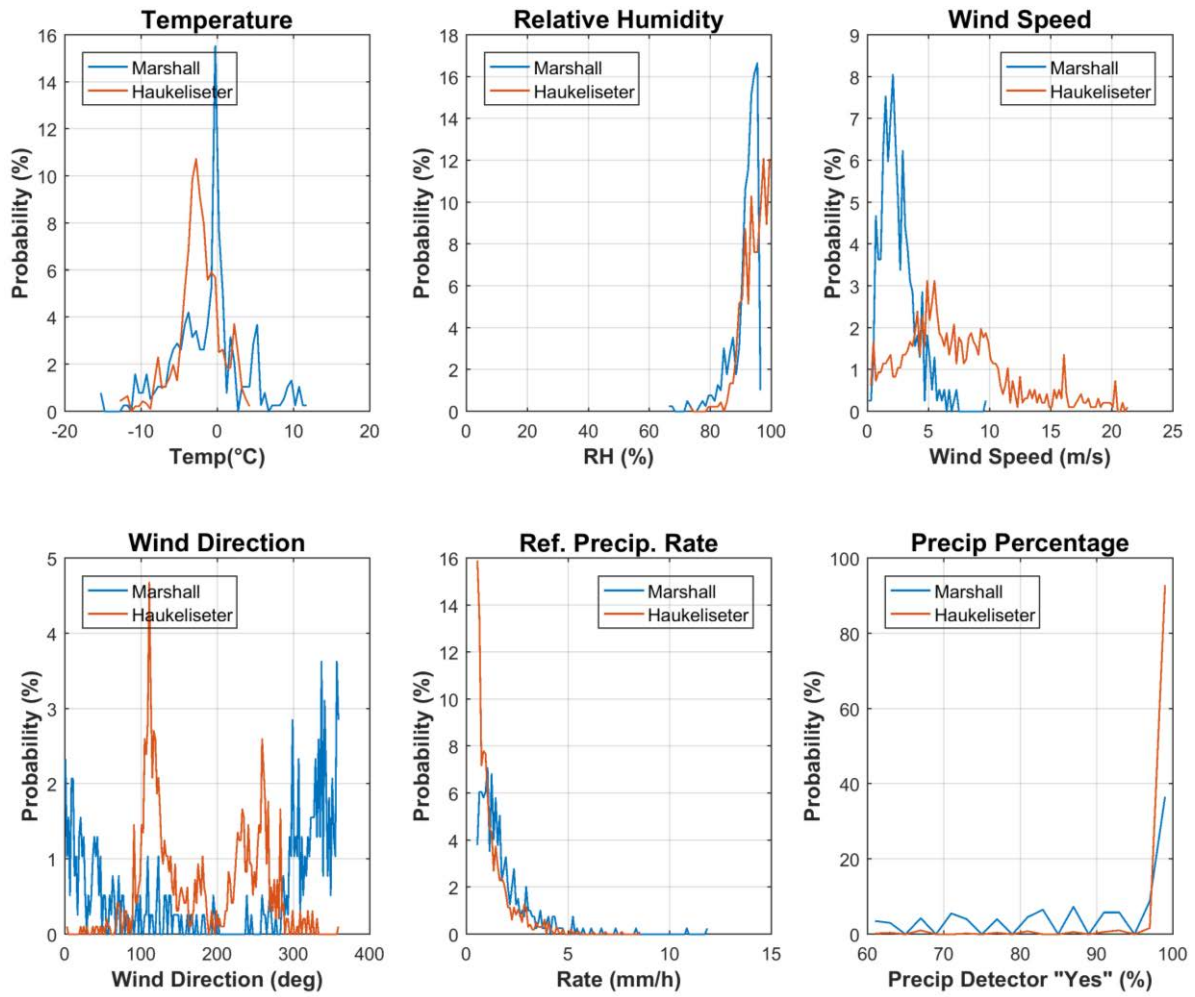 Temperature
Probability (%)
16
14
12
10
8
6
4
2
0
Marshall
Haukeliseter
-20
-10
0
10
20
Temp(°C)
Relative Humidity
Probability (%)
18
16
14
12
10
8
6
4
2
0
Marshall
Haukeliseter
0
20
40
60
80
100
RH (%)
Wind Speed
Probability (%)
9
8
7
6
5
4
3
2
1
0
Marshall
Haukeliseter
0
5
10
15
20
25
Wind Speed (m/s)
Wind Direction
Probability (%)
5
4
3
2
1
0
Marshall
Haukeliseter
0
100
200
300
400
Wind Direction (deg)
Ref. Precip. Rate
Probability (%)
16
14
12
10
8
6
4
2
0
Marshall
Haukeliseter
0
5
10
15
Rate (mm/h)
Precip Percentage
Probability (%)
100
80
60
40
20
0
Marshall
Haukeliseter
60
70
80
90
100
Precip Detector "Yes" (%)